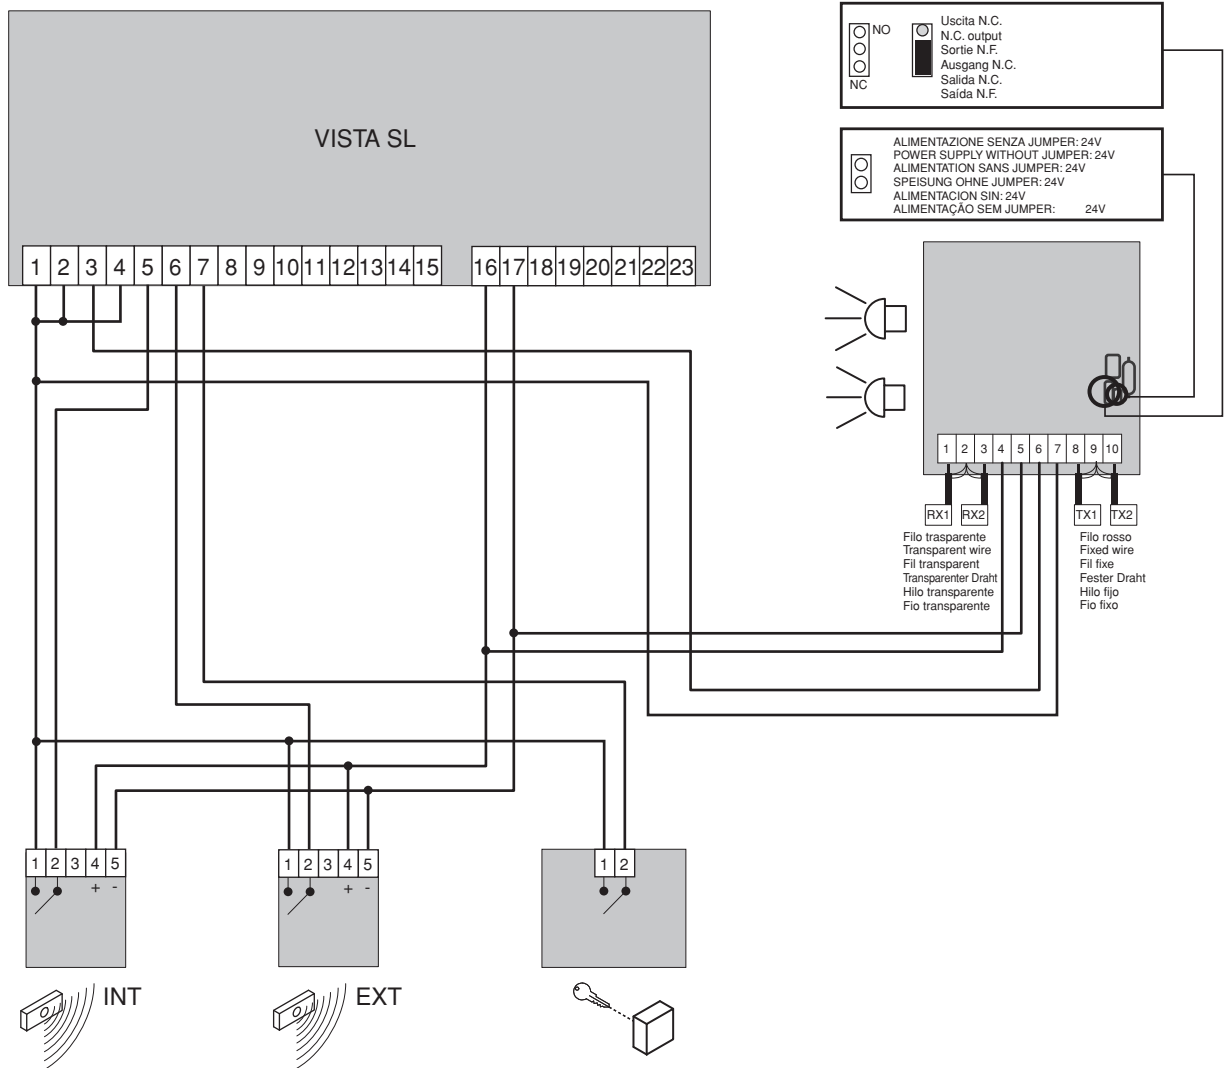 VISTA SL
1 2 3 4 5 6 7 8 9 10 11 12 13 14 15 16 17 18 19 20 21 22 23
NO
NC
Uscita N.C.
N.C. output
Sortie N.F.
Ausgang N.C.
Salida N.C.
Saída N.F.
ALIMENTAZIONE SENZA JUMPER: 24V
POWER SUPPLY WITHOUT JUMPER: 24V
ALIMENTATION SANS JUMPER: 24V
SPEISUNG OHNE JUMPER: 24V
ALIMENTACION SIN: 24V
ALIMENTAÇÃO SEM JUMPER: 24V
1 2 3 4 5 6 7 8 9 10
RX1 RX2 TX1 TX2
Filo trasparente
Transparent wire
Fil transparent
Transparenter Draht
Hilo transparente
Fio transparente
Filo rosso
Fixed wire
Fil fixe
Fester Draht
Hilo fijo
Fio fixo
1 2 3 4 5
+ -
INT
1 2 3 4 5
+ -
EXT
1 2